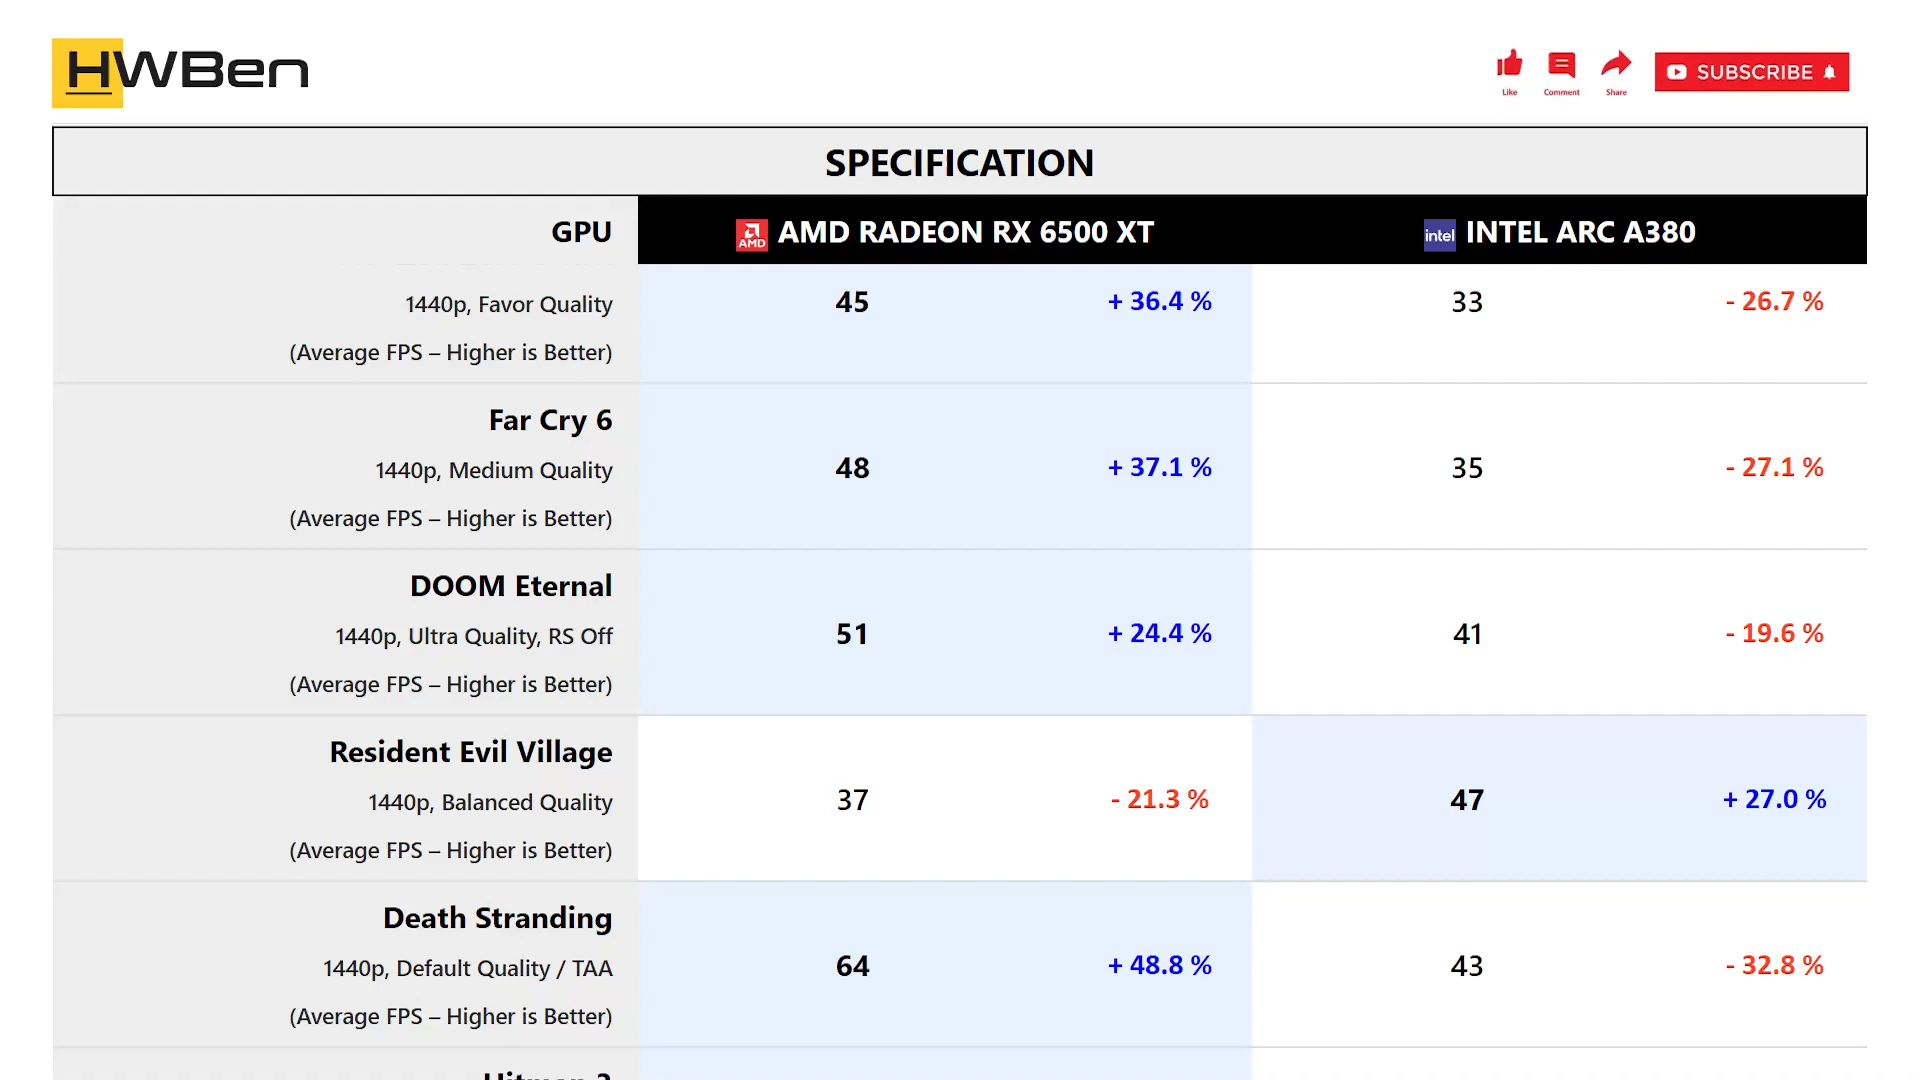 HWBen
Like
Comment
Share
SUBSCRIBE
SPECIFICATION
GPU
AMD
AMD RADEON RX 6500 XT
intel
INTEL ARC A380
1440p, Favor Quality
(Average FPS – Higher is Better)
45
+ 36.4 %
33
- 26.7 %
Far Cry 6
1440p, Medium Quality
(Average FPS – Higher is Better)
48
+ 37.1 %
35
- 27.1 %
DOOM Eternal
1440p, Ultra Quality, RS Off
(Average FPS – Higher is Better)
51
+ 24.4 %
41
- 19.6 %
Resident Evil Village
1440p, Balanced Quality
(Average FPS – Higher is Better)
37
- 21.3 %
47
+ 27.0 %
Death Stranding
1440p, Default Quality / TAA
(Average FPS – Higher is Better)
64
+ 48.8 %
43
- 32.8 %